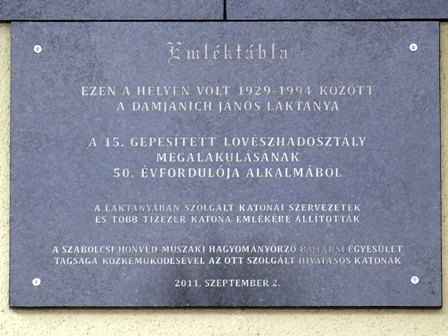 Emléktábla
EZEN A HELYEN VOLT 1929-1994 KÖZÖTT
A DAMJANICH JÁNOS LAKTANYA
A 15. GÉPESÍTETT LÖVÉSZHADOSZTÁLY
MEGALAKULÁSÁNAK
50. ÉVFORDULÓJA ALKALMÁBÓL
A LAKTANYÁBAN SZOLGÁLT KATONAI SZERVEZETEK
ÉS TÖBB TÍZEZER KATONA EMLÉKÉRE ÁLLÍTOTTÁK
A SZABOLCSI HONVÉD MŰSZAKI HAGYOMÁNYŐRZŐ BAJTÁRSI EGYESÜLET
TAGSÁGA KÖZREMŰKÖDÉSÉVEL AZ OTT SZOLGÁLT HIVATÁSOS KATONÁK
2011. SZEPTEMBER 2.